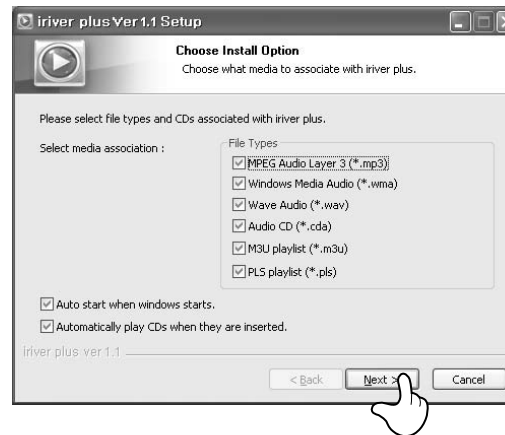 iriver plus Ver 1.1 Setup
Choose Install Option
Choose what media to associate with iriver plus.
Please select file types and CDs associated with iriver plus.
Select media association :
File Types
MPEG Audio Layer 3 (*.mp3)
Windows Media Audio (*.wma)
Wave Audio (*.wav)
Audio CD (*.cda)
M3U playlist (*.m3u)
PLS playlist (*.pls)
Auto start when windows starts.
Automatically play CDs when they are inserted.
iriver plus ver 1.1
< Back Next > Cancel